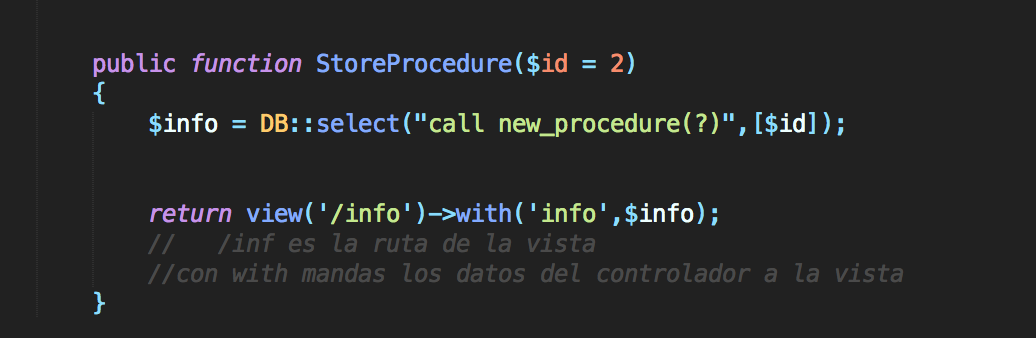 public function StoreProcedure($id = 2)
{
$info = DB::select("call new_procedure(?)",[$id]);
return view('/info')->with('info',$info);
//   /inf es la ruta de la vista
//con with mandas los datos del controlador a la vista
}